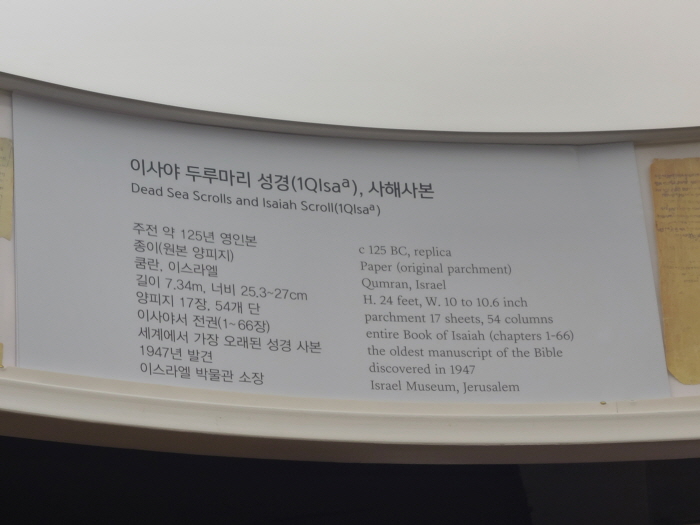 이사야 두루마리 성경(1QIsaª), 사해사본
Dead Sea Scrolls and Isaiah Scroll(1QIsaª)
주전 약 125년 영인본
종이(원본 양피지)
쿰란, 이스라엘
길이 7.34m, 너비 25.3~27cm
양피지 17장, 54개 단
이사야서 전권(1~66장)
세계에서 가장 오래된 성경 사본
1947년 발견
이스라엘 박물관 소장
c 125 BC, replica
Paper (original parchment)
Qumran, Israel
H. 24 feet, W. 10 to 10.6 inch
parchment 17 sheets, 54 columns
entire Book of Isaiah (chapters 1-66)
the oldest manuscript of the Bible
discovered in 1947
Israel Museum, Jerusalem